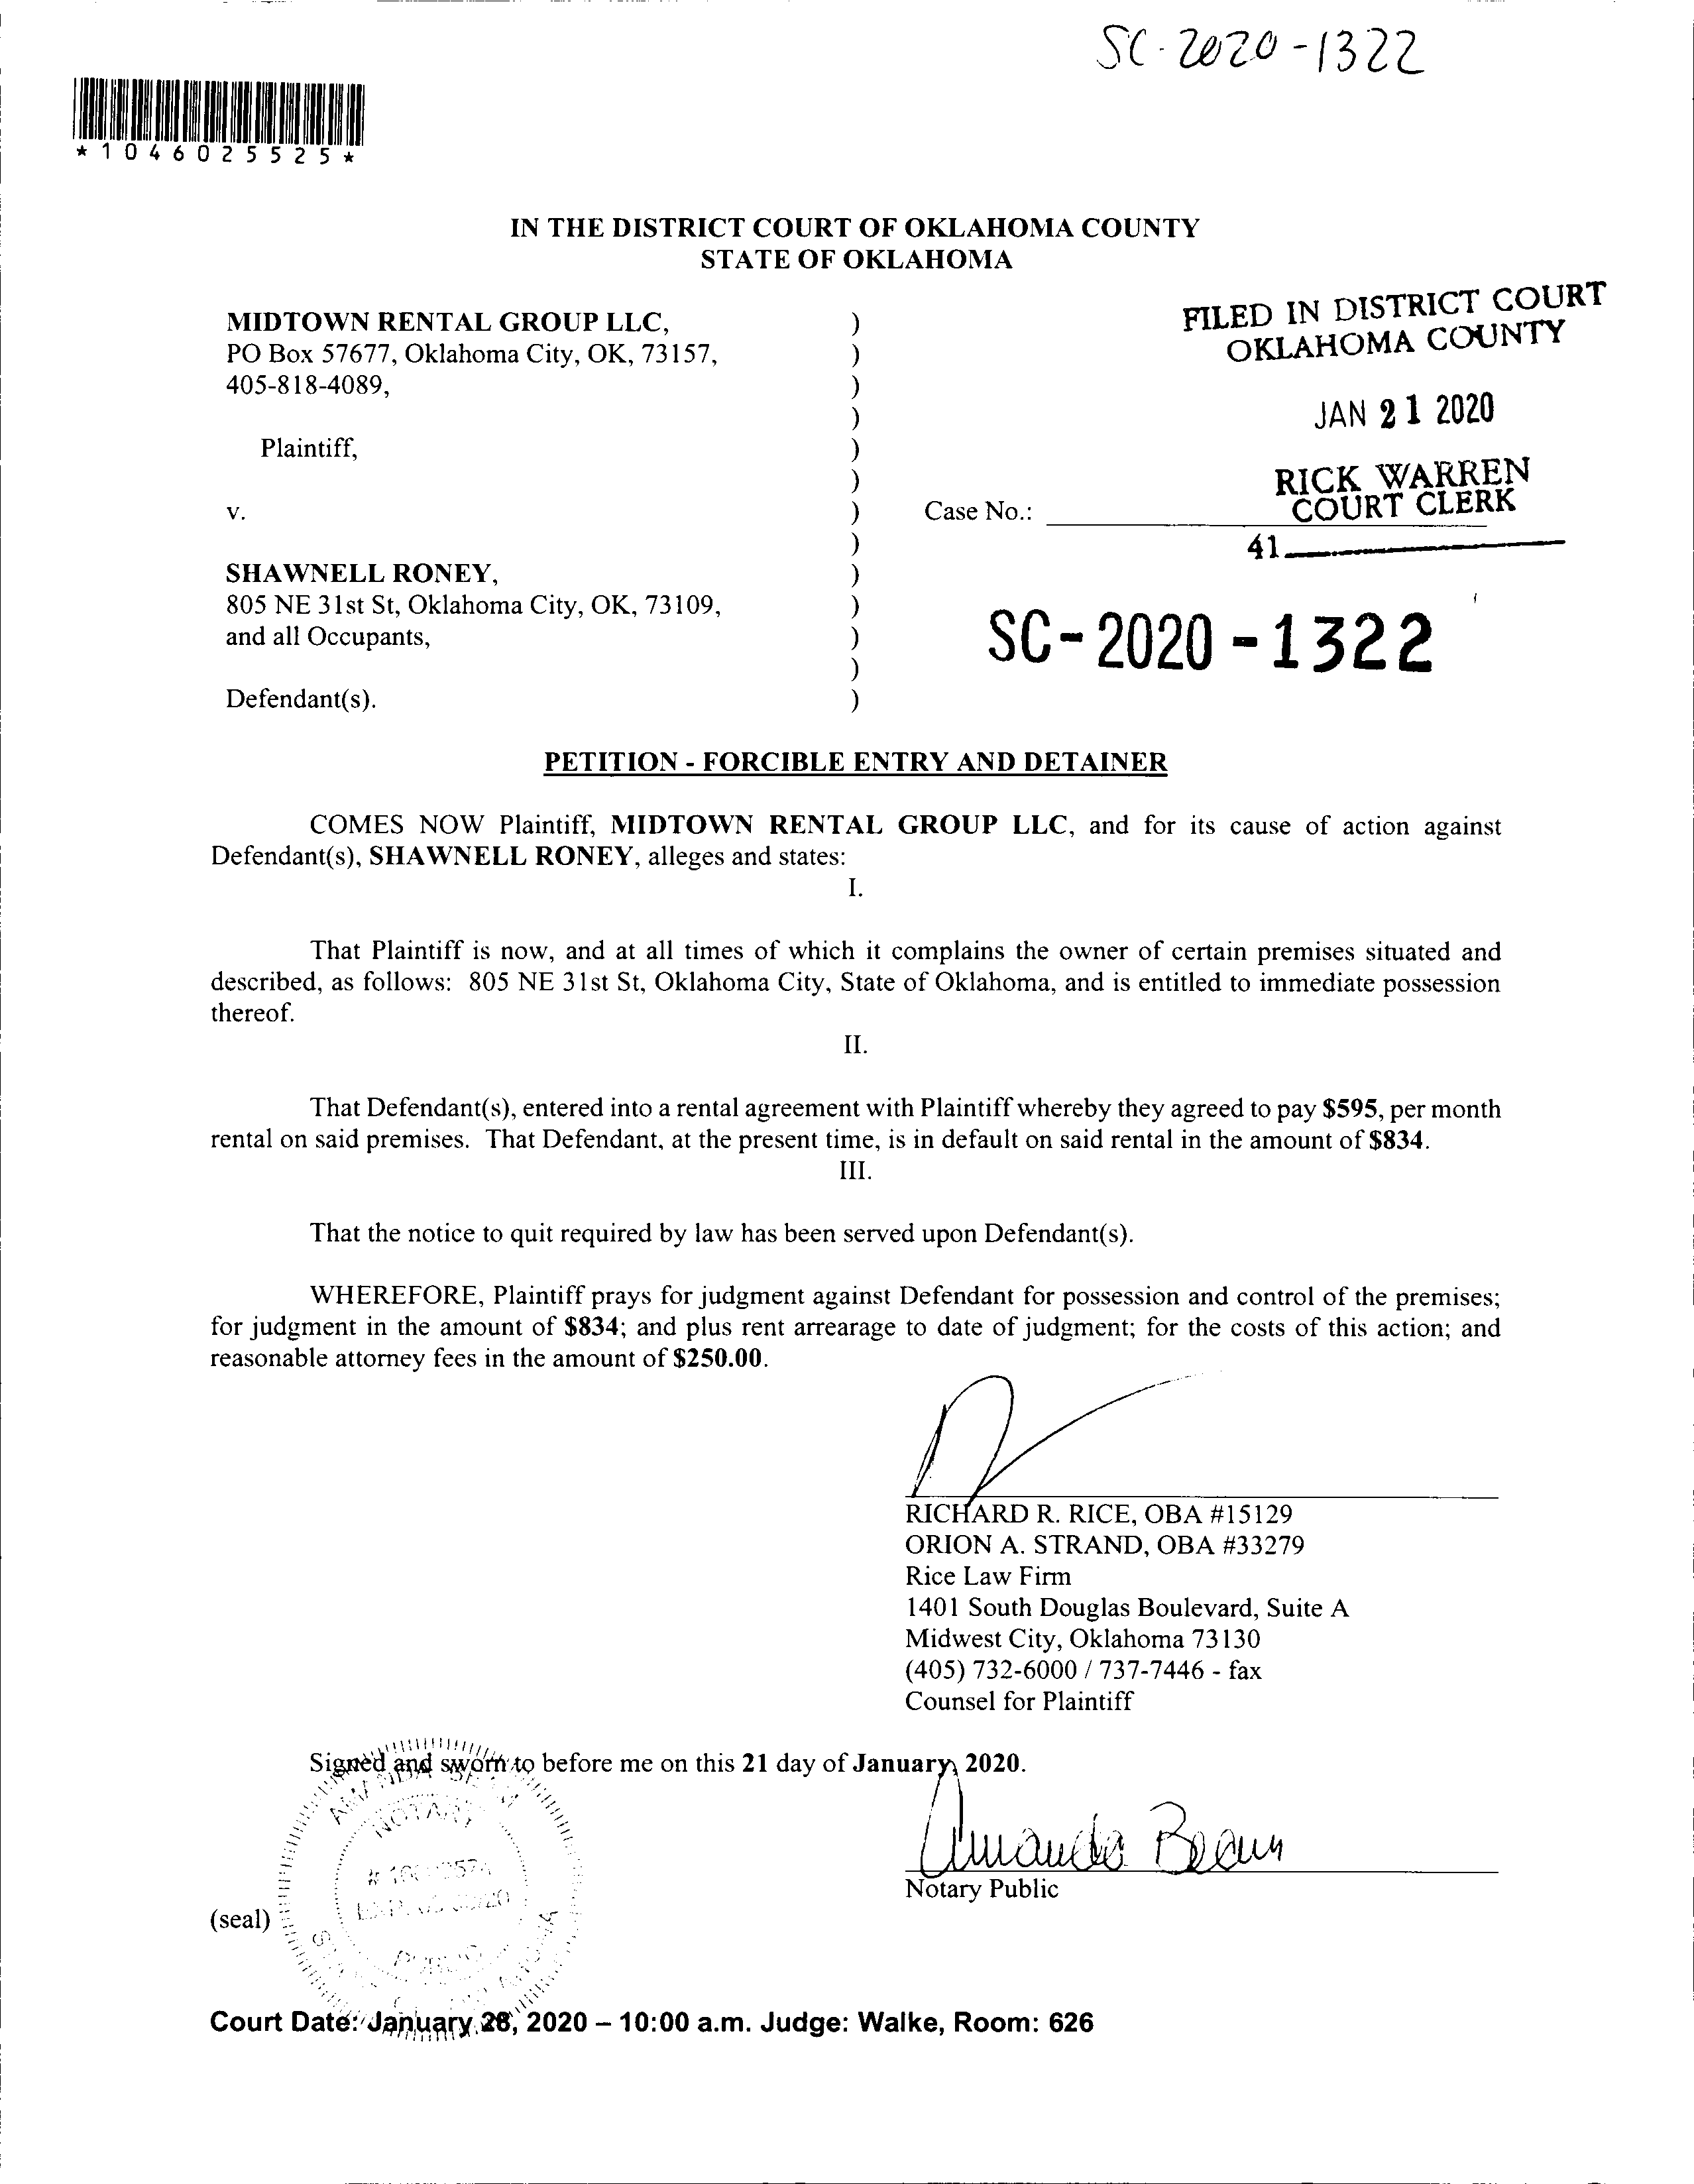 SC-2020-1322
*1046025525*
IN THE DISTRICT COURT OF OKLAHOMA COUNTY
STATE OF OKLAHOMA
MIDTOWN RENTAL GROUP LLC, )
PO Box 57677, Oklahoma City, OK, 73157, )
405-818-4089, )
)
Plaintiff, )
)
v. ) Case No.:
)
SHAWNELL RONEY, )
805 NE 31st St, Oklahoma City, OK, 73109, )
and all Occupants, )
)
Defendant(s). )
FILED IN DISTRICT COURT
OKLAHOMA COUNTY
JAN 21 2020
RICK WARREN
COURT CLERK
41
SC-2020-1322
PETITION - FORCIBLE ENTRY AND DETAINER
COMES NOW Plaintiff, MIDTOWN RENTAL GROUP LLC, and for its cause of action against
Defendant(s), SHAWNELL RONEY, alleges and states:
I.
That Plaintiff is now, and at all times of which it complains the owner of certain premises situated and
described, as follows: 805 NE 31st St, Oklahoma City, State of Oklahoma, and is entitled to immediate possession
thereof.
II.
That Defendant(s), entered into a rental agreement with Plaintiff whereby they agreed to pay $595, per month
rental on said premises. That Defendant, at the present time, is in default on said rental in the amount of $834.
III.
That the notice to quit required by law has been served upon Defendant(s).
WHEREFORE, Plaintiff prays for judgment against Defendant for possession and control of the premises;
for judgment in the amount of $834; and plus rent arrearage to date of judgment; for the costs of this action; and
reasonable attorney fees in the amount of $250.00.
RICHARD R. RICE, OBA #15129
ORION A. STRAND, OBA #33279
Rice Law Firm
1401 South Douglas Boulevard, Suite A
Midwest City, Oklahoma 73130
(405) 732-6000 / 737-7446 - fax
Counsel for Plaintiff
Signed and sworn to before me on this 21 day of January, 2020.
Amanda Beam
Notary Public
NOTARY
(seal)
Court Date: January 28, 2020 – 10:00 a.m. Judge: Walke, Room: 626